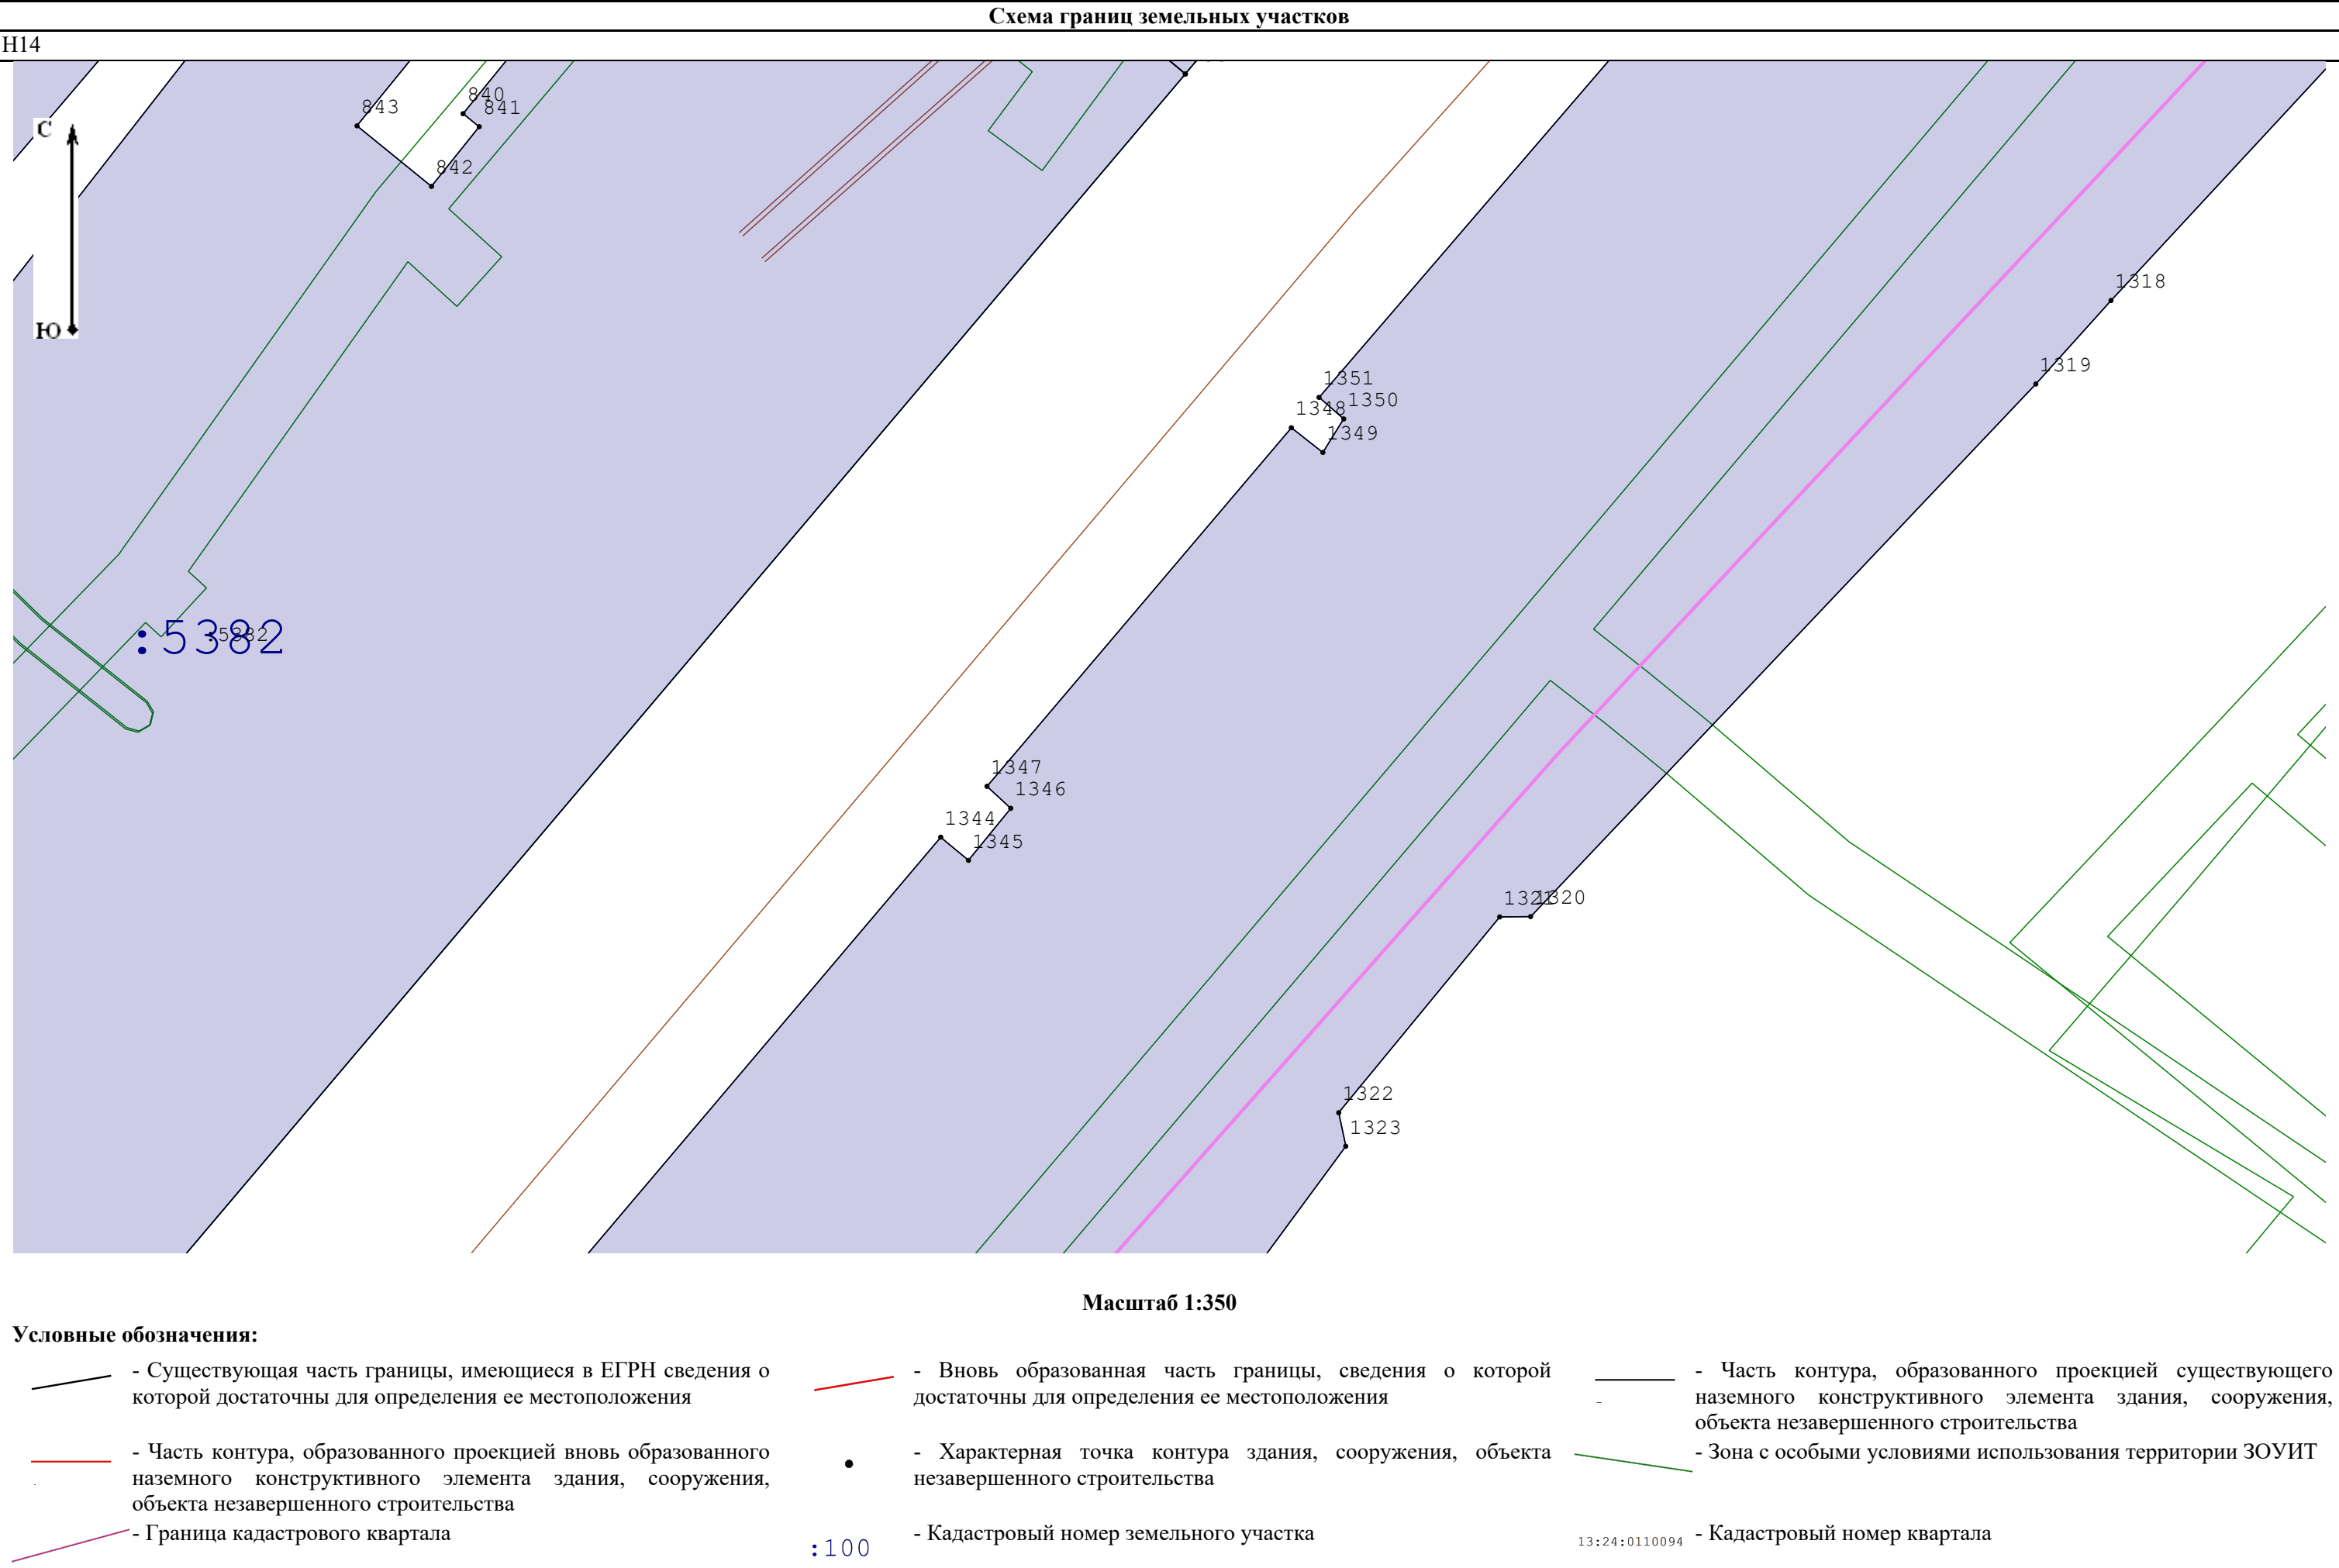 Схема границ земельных участков
Н14
840
843
841
С
842
1318
Ю
1319
1351
1350
1348
1349
:5382
:5382
1347
1346
1344
1345
1321
1320
1322
1323
Масштаб 1:350
Условные обозначения:
- Существующая часть границы, имеющиеся в ЕГРН сведения о
которой достаточны для определения ее местоположения
- Вновь образованная часть границы, сведения о которой
достаточны для определения ее местоположения
- Часть контура, образованного проекцией существующего
наземного конструктивного элемента здания, сооружения,
объекта незавершенного строительства
- Часть контура, образованного проекцией вновь образованного
наземного конструктивного элемента здания, сооружения,
объекта незавершенного строительства
- Характерная точка контура здания, сооружения, объекта
незавершенного строительства
- Зона с особыми условиями использования территории ЗОУИТ
- Граница кадастрового квартала
:100
- Кадастровый номер земельного участка
13:24:0110094
- Кадастровый номер квартала